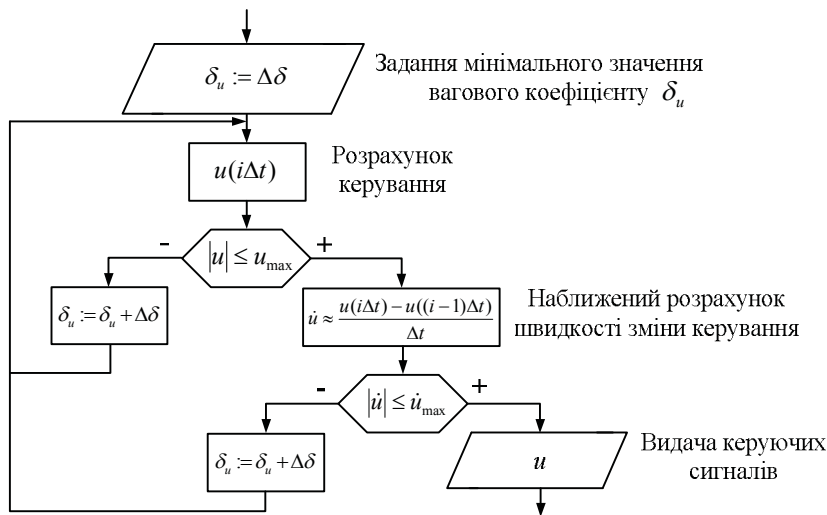 δ_u := Δδ
Задання мінімального значення
вагового коефіцієнту δ_u
u(iΔt)
Розрахунок
керування
-
|u| ≤ u_max
+
δ_u := δ_u + Δδ
u̇ ≈ (u(iΔt) − u((i−1)Δt)) / Δt
Наближений розрахунок
швидкості зміни керування
-
|u̇| ≤ u̇_max
+
δ_u := δ_u + Δδ
u
Видача керуючих
сигналів